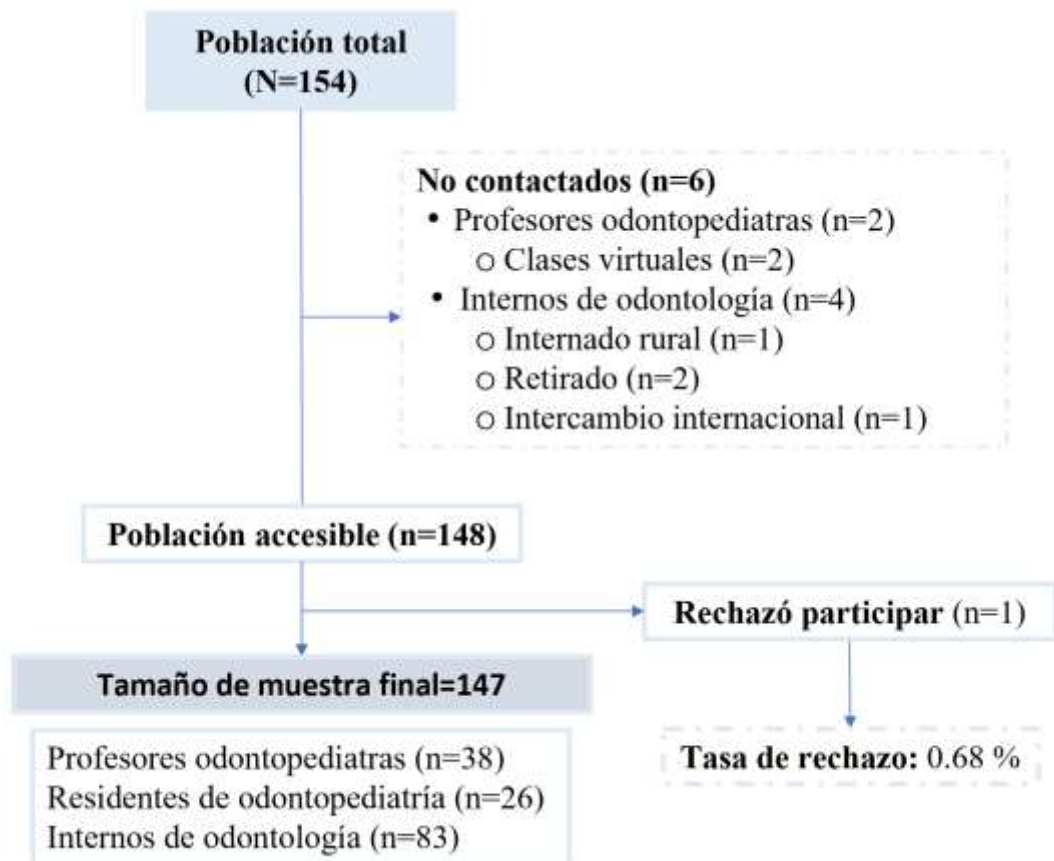 Población total
(N=154)
No contactados (n=6)
• Profesores odontopediatras (n=2)
o Clases virtuales (n=2)
• Internos de odontología (n=4)
o Internado rural (n=1)
o Retirado (n=2)
o Intercambio internacional (n=1)
Población accesible (n=148)
Rechazó participar (n=1)
Tamaño de muestra final=147
Tasa de rechazo: 0.68 %
Profesores odontopediatras (n=38)
Residentes de odontopediatría (n=26)
Internos de odontología (n=83)